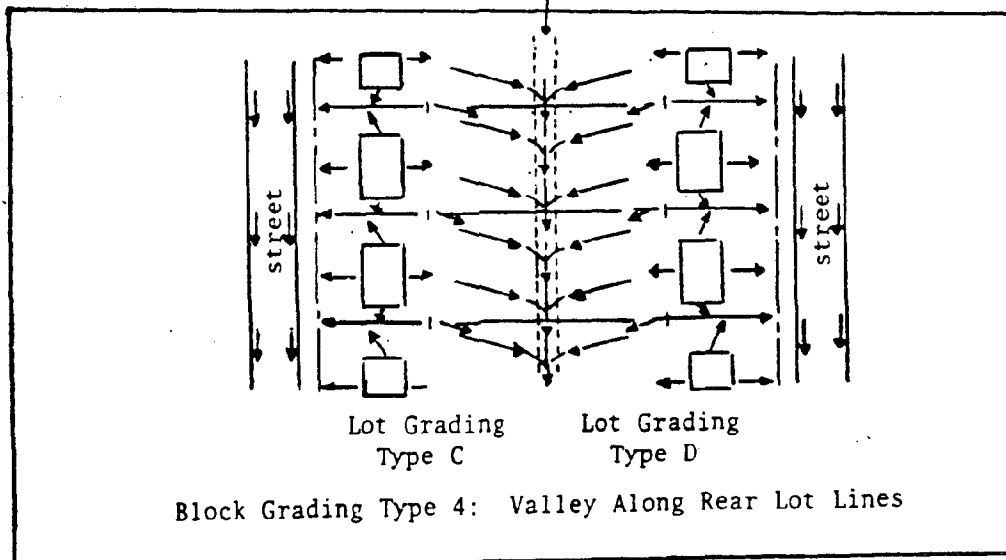 street
street
Lot Grading
Type C
Lot Grading
Type D
Block Grading Type 4: Valley Along Rear Lot Lines